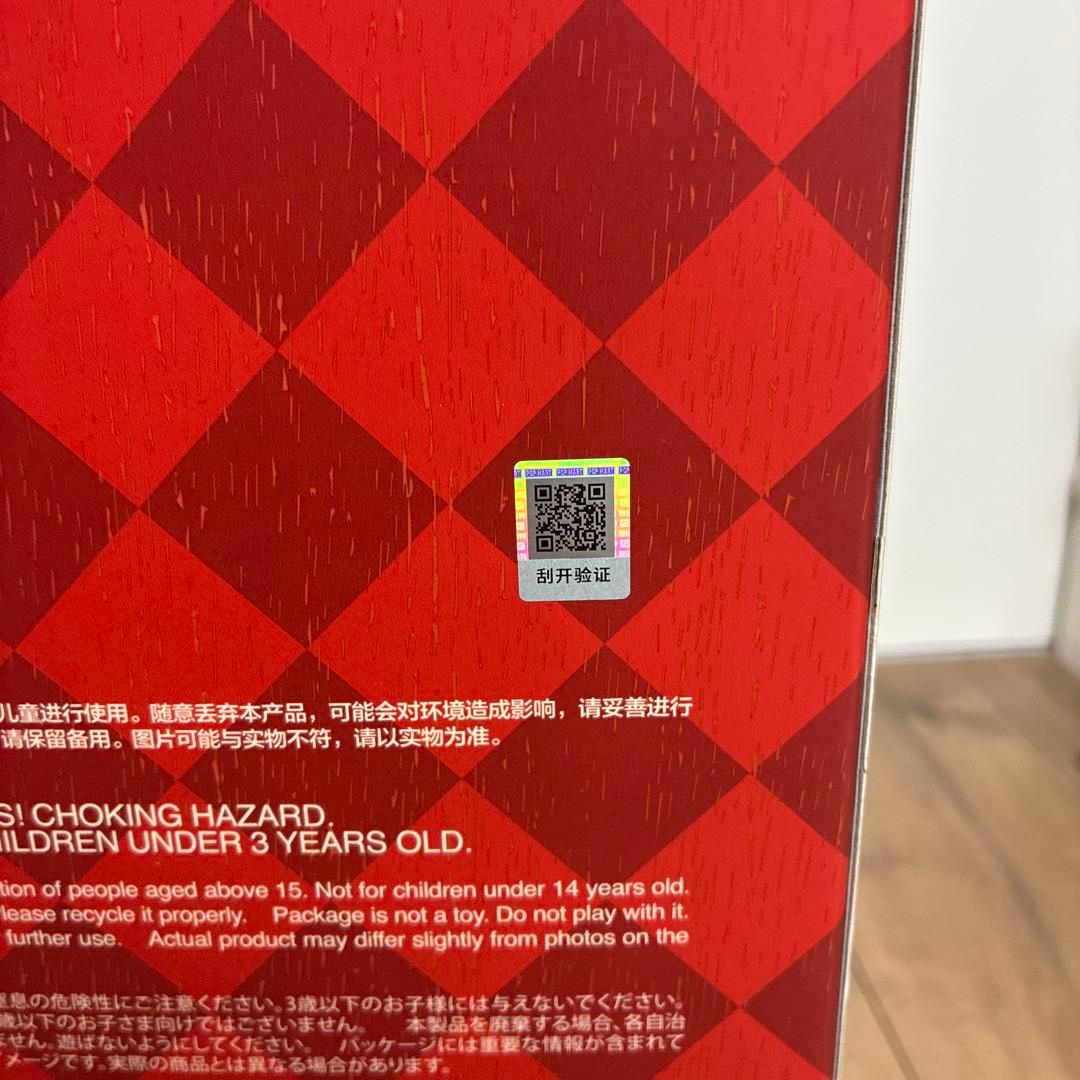 POP MART POP MART POP MART POP
刮开验证
儿童进行使用。随意丢弃本产品，可能会对环境造成影响，请妥善进行
请保留备用。图片可能与实物不符，请以实物为准。
S! CHOKING HAZARD.
ILDREN UNDER 3 YEARS OLD.
tion of people aged above 15. Not for children under 14 years old.
lease recycle it properly. Package is not a toy. Do not play with it.
further use. Actual product may differ slightly from photos on the
息の危険性にご注意ください。3歳以下のお子様には与えないでください。
歳以下のお子さま向けではございません。 本製品を廃棄する場合、各自治
ません。遊ばないようにしてください。 パッケージには重要な情報が含まれて
メージです。実際の商品とは異なる場合があります。